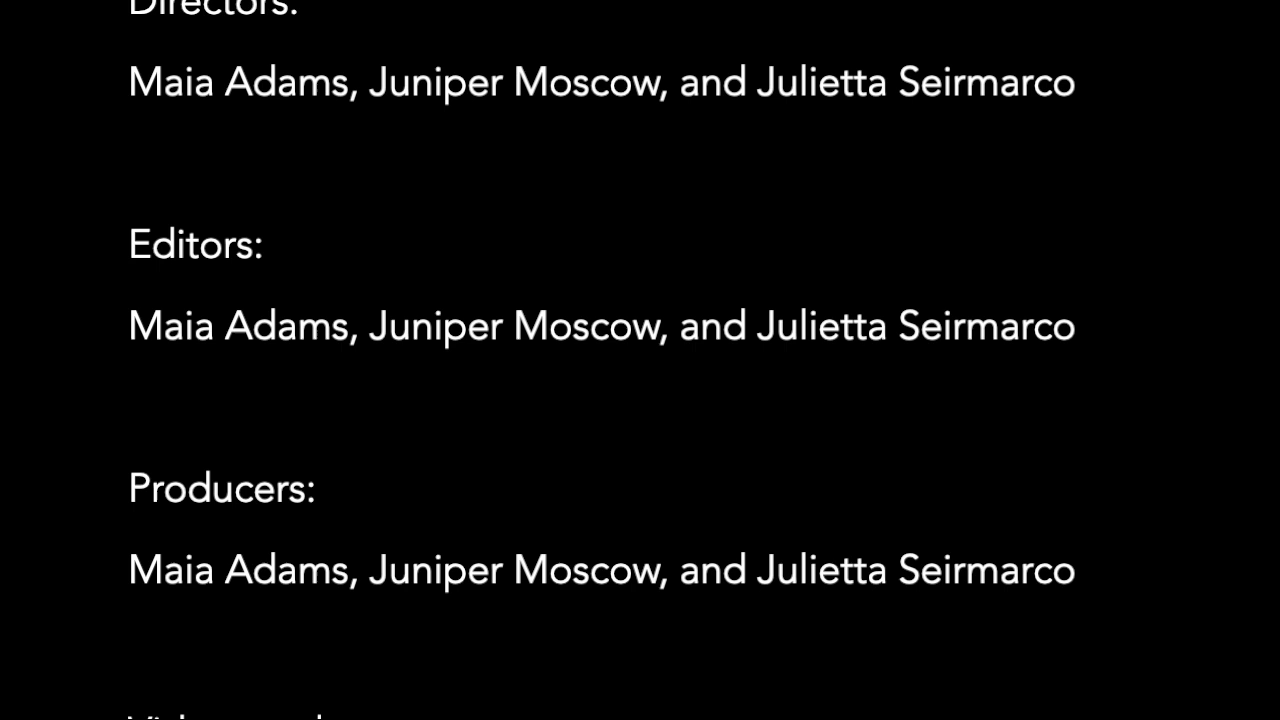 Directors:
Maia Adams, Juniper Moscow, and Julietta Seirmarco
Editors:
Maia Adams, Juniper Moscow, and Julietta Seirmarco
Producers:
Maia Adams, Juniper Moscow, and Julietta Seirmarco